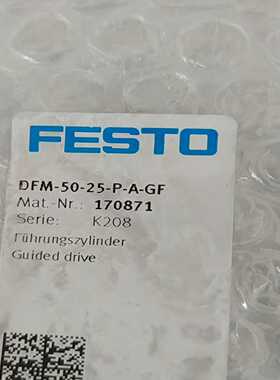 FESTO
DFM-50-25-P-A-GF
Mat.-Nr.: 170871
Serie: K208
Führungszylinder
Guided drive